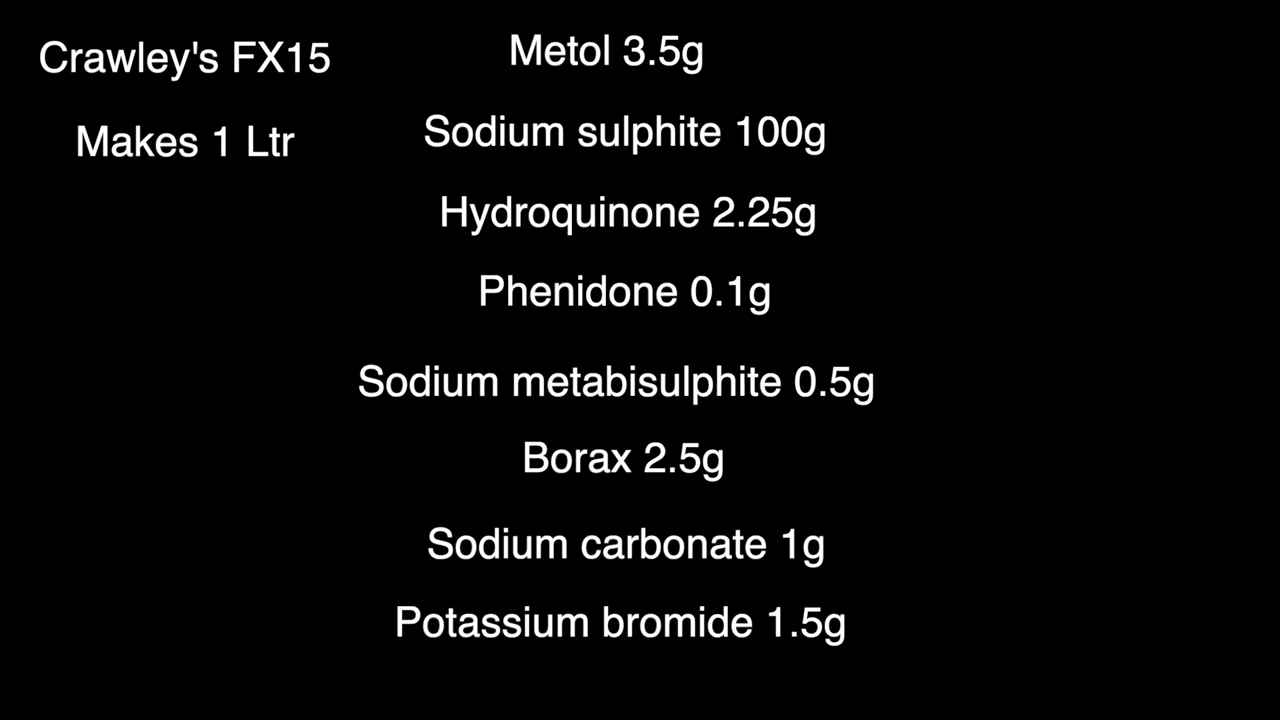 Crawley's FX15
Makes 1 Ltr
Metol 3.5g
Sodium sulphite 100g
Hydroquinone 2.25g
Phenidone 0.1g
Sodium metabisulphite 0.5g
Borax 2.5g
Sodium carbonate 1g
Potassium bromide 1.5g